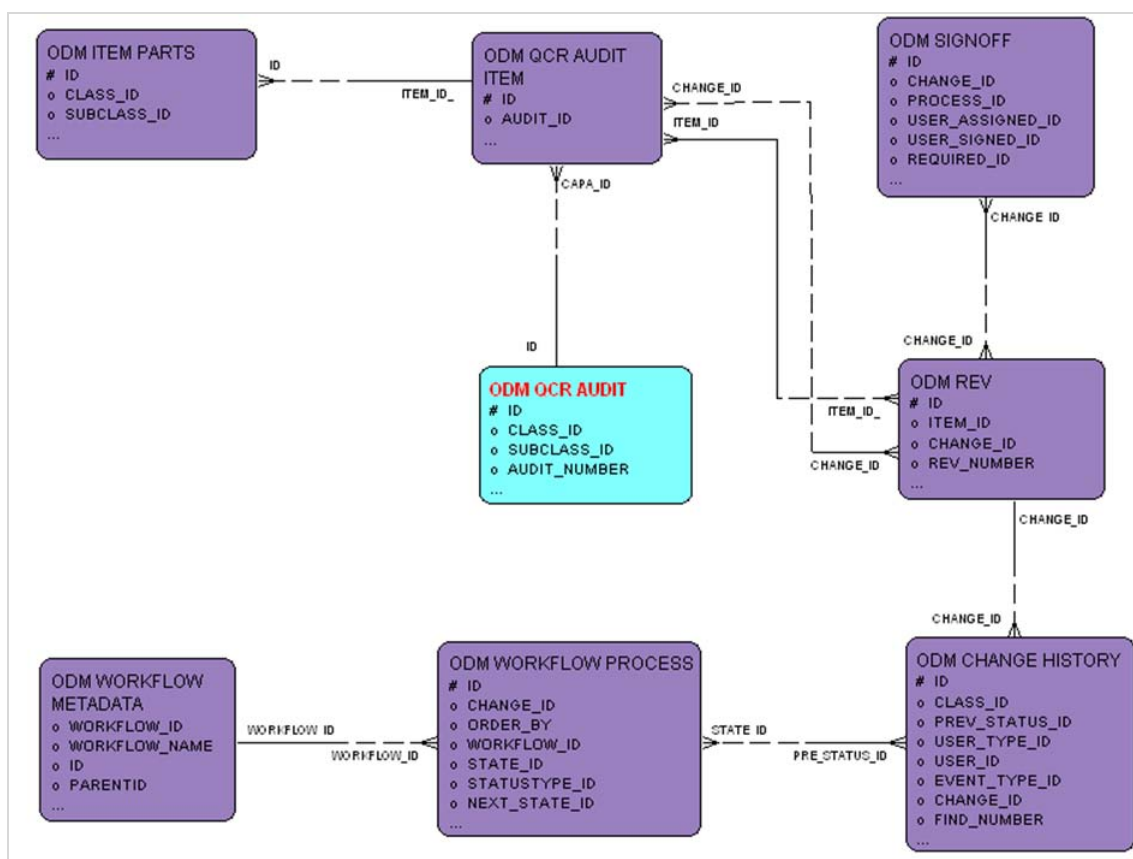 ODM ITEM PARTS
# ID
o CLASS_ID
o SUBCLASS_ID
...
ID
ITEM_ID_
ODM QCR AUDIT
ITEM
# ID
o AUDIT_ID
...
CHANGE_ID
ITEM_ID
ODM SIGNOFF
# ID
o CHANGE_ID
o PROCESS_ID
o USER_ASSIGNED_ID
o USER_SIGNED_ID
o REQUIRED_ID
...
CAPA_ID
CHANGE ID
ID
CHANGE_ID
ODM QCR AUDIT
# ID
o CLASS_ID
o SUBCLASS_ID
o AUDIT_NUMBER
...
ITEM_ID_
CHANGE_ID
ODM REV
# ID
o ITEM_ID
o CHANGE_ID
o REV_NUMBER
...
CHANGE_ID
CHANGE_ID
ODM WORKFLOW
METADATA
o WORKFLOW_ID
o WORKFLOW_NAME
o ID
o PARENTID
...
WORKFLOW_ID
WORKFLOW_ID
ODM WORKFLOW PROCESS
# ID
o CHANGE_ID
o ORDER_BY
o WORKFLOW_ID
o STATE_ID
o STATUSTYPE_ID
o NEXT_STATE_ID
...
STATE_ID
PRE_STATUS_ID
ODM CHANGE HISTORY
# ID
o CLASS_ID
o PREV_STATUS_ID
o USER_TYPE_ID
o USER_ID
o EVENT_TYPE_ID
o CHANGE_ID
o FIND_NUMBER
...